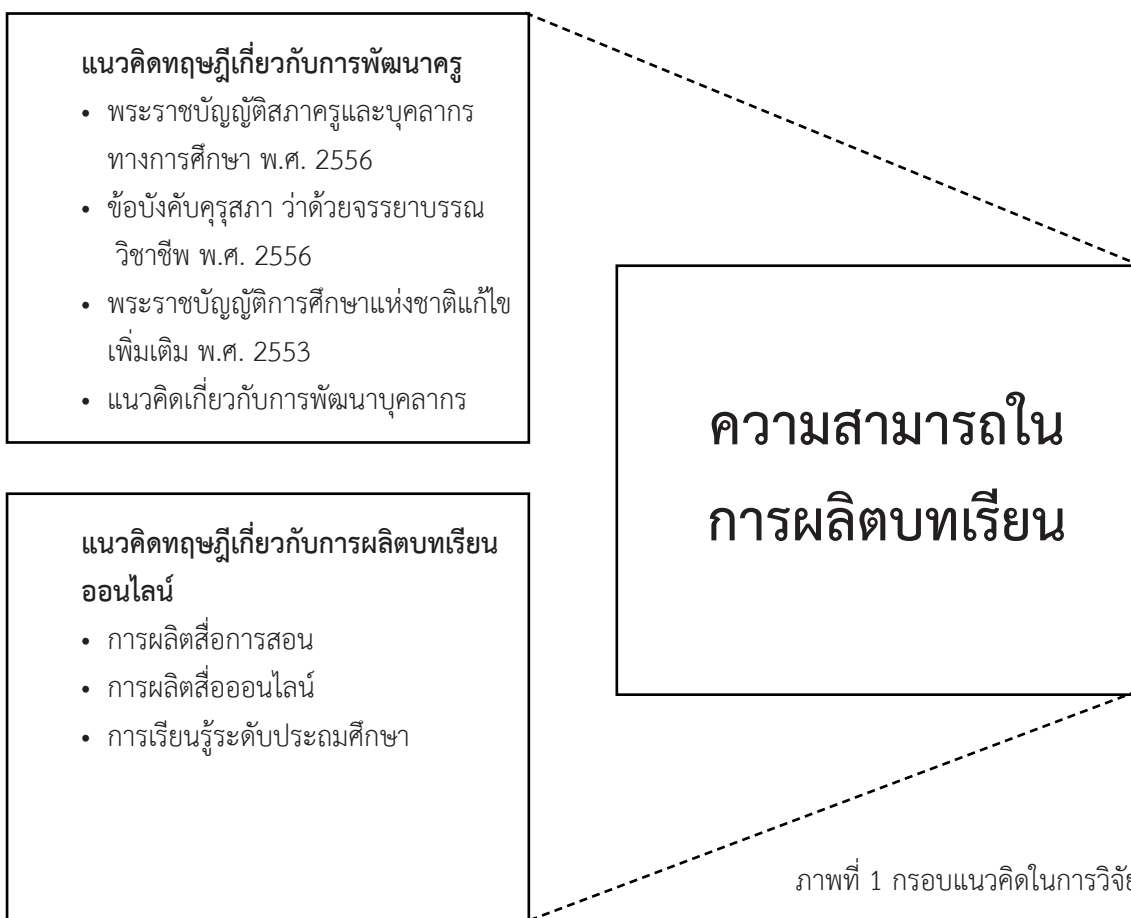 แนวคิดทฤษฎีเกี่ยวกับการพัฒนาครู
• พระราชบัญญัติสภาครูและบุคลากร
ทางการศึกษา พ.ศ. 2556
• ข้อบังคับคุรุสภา ว่าด้วยจรรยาบรรณ
วิชาชีพ พ.ศ. 2556
• พระราชบัญญัติการศึกษาแห่งชาติแก้ไข
เพิ่มเติม พ.ศ. 2553
• แนวคิดเกี่ยวกับการพัฒนาบุคลากร
แนวคิดทฤษฎีเกี่ยวกับการผลิตบทเรียน
ออนไลน์
• การผลิตสื่อการสอน
• การผลิตสื่อออนไลน์
• การเรียนรู้ระดับประถมศึกษา
ความสามารถใน
การผลิตบทเรียน
ภาพที่ 1 กรอบแนวคิดในการวิจัย